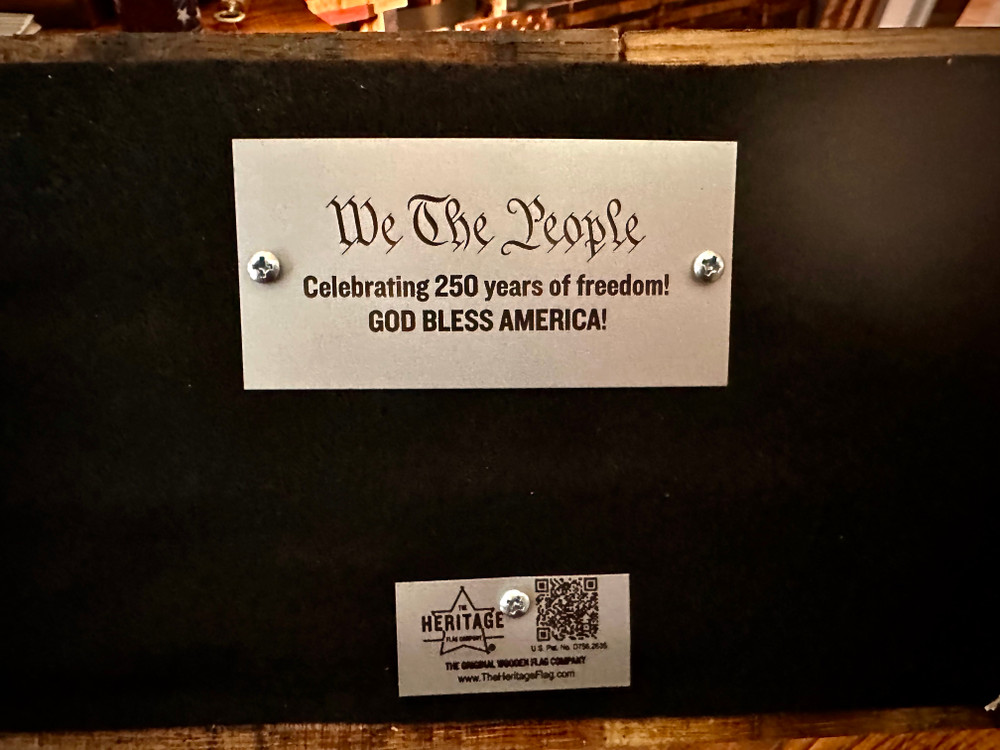 We The People
Celebrating 250 years of freedom!
GOD BLESS AMERICA!
THE
HERITAGE
FLAG COMPANY
U.S. Pat. No. D756,2635
THE ORIGINAL WOODEN FLAG COMPANY
www.TheHeritageFlag.com